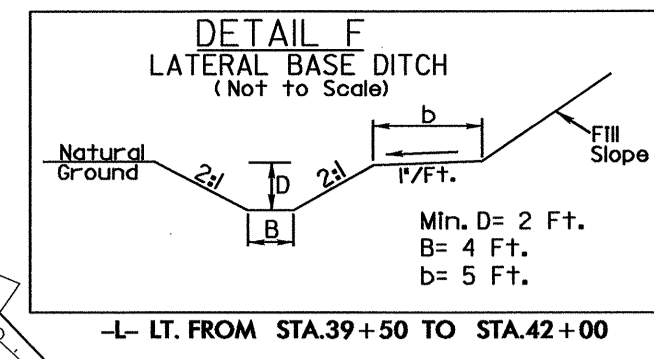 DETAIL F
LATERAL BASE DITCH
(Not to Scale)
b
Natural
Ground
2:1
D
2:1
1"/Ft.
Fill
Slope
B
Min. D= 2 Ft.
B= 4 Ft.
b= 5 Ft.
-L- LT. FROM STA.39+50 TO STA.42+00